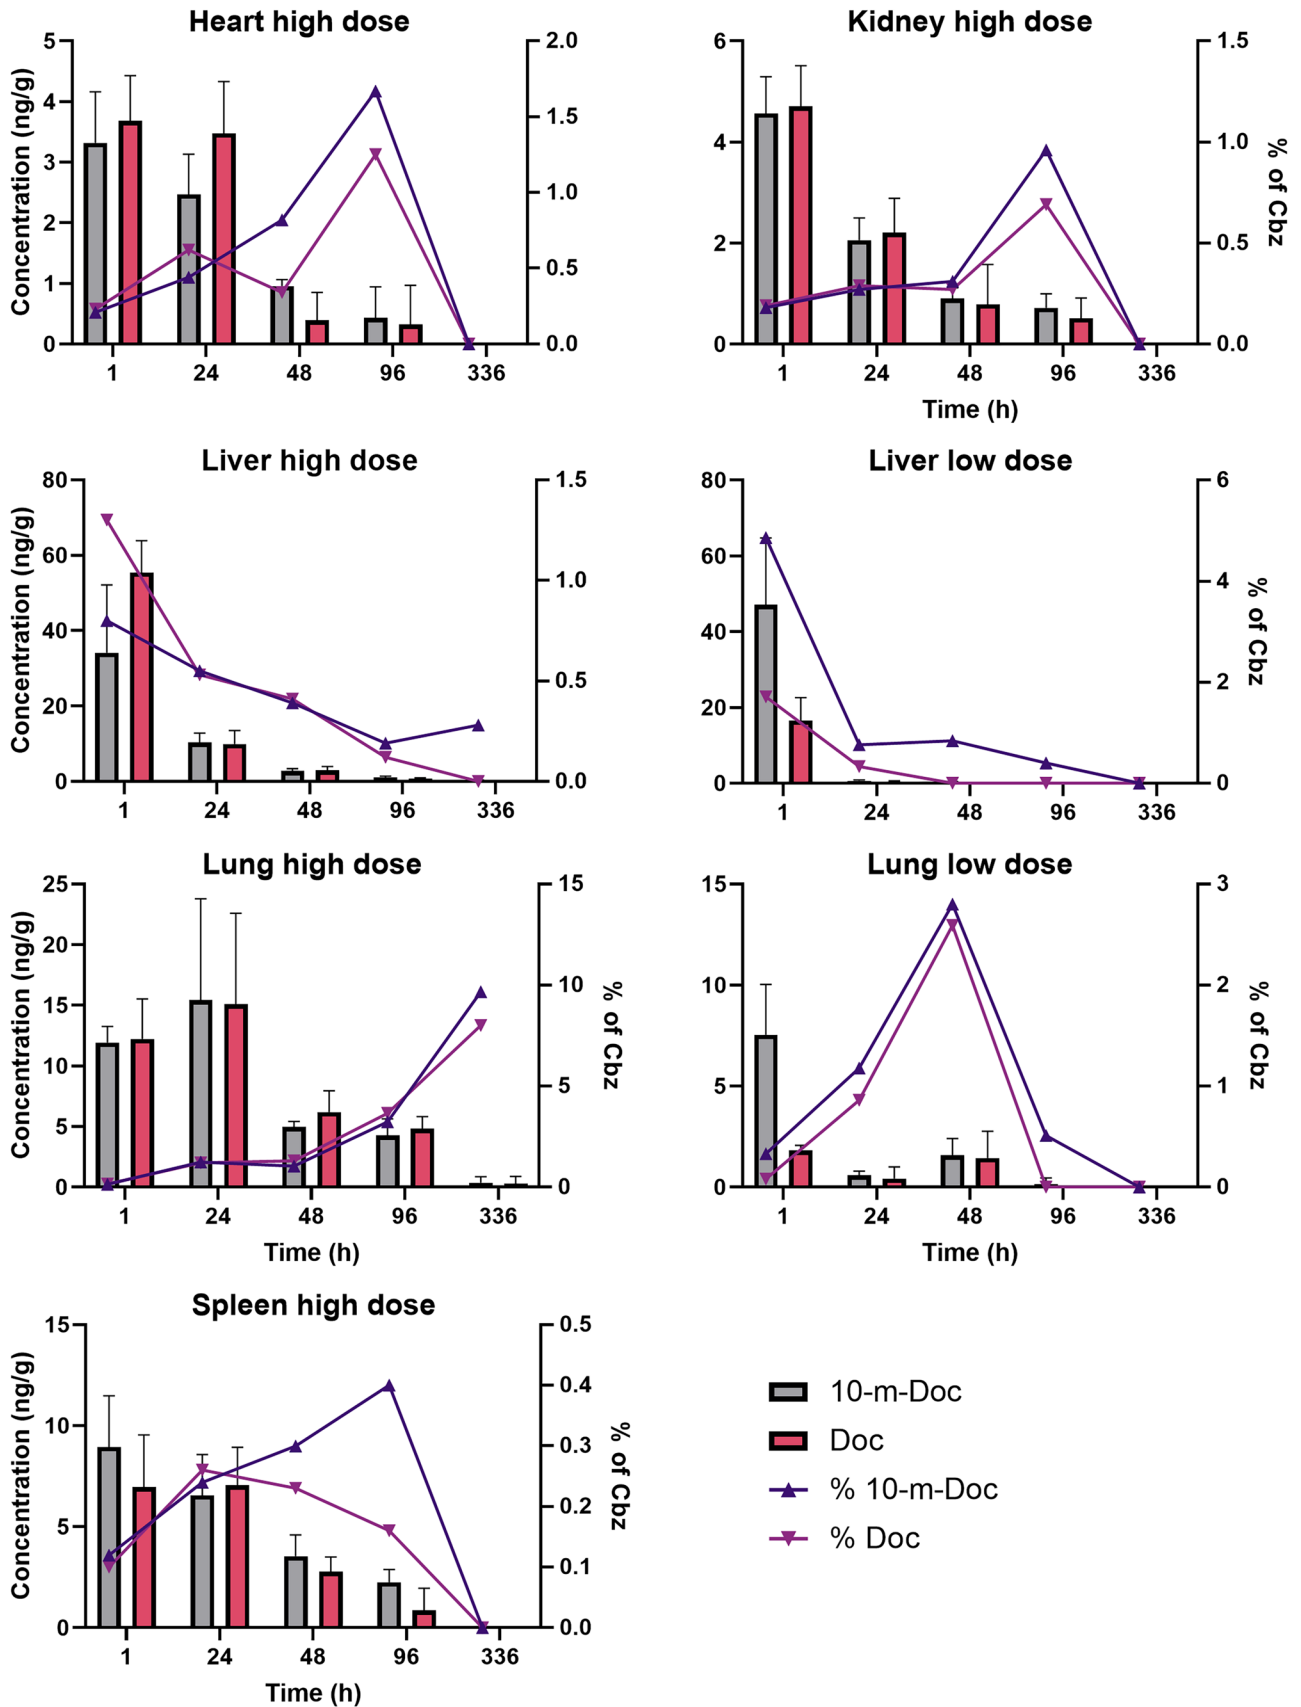 Heart high dose
Concentration (ng/g)
5
4
3
2
1
0
2.0
1.5
1.0
0.5
0.0
1 24 48 96 336
Kidney high dose
6
4
2
0
1.5
1.0
0.5
0.0
% of Cbz
1 24 48 96 336
Time (h)
Liver high dose
Concentration (ng/g)
80
60
40
20
0
1.5
1.0
0.5
0.0
1 24 48 96 336
Liver low dose
80
60
40
20
0
6
4
2
0
% of Cbz
1 24 48 96 336
Lung high dose
Concentration (ng/g)
25
20
15
10
5
0
15
10
5
0
% of Cbz
1 24 48 96 336
Time (h)
Lung low dose
15
10
5
0
3
2
1
0
% of Cbz
1 24 48 96 336
Time (h)
Spleen high dose
Concentration (ng/g)
15
10
5
0
0.5
0.4
0.3
0.2
0.1
0.0
% of Cbz
1 24 48 96 336
Time (h)
10-m-Doc
Doc
% 10-m-Doc
% Doc